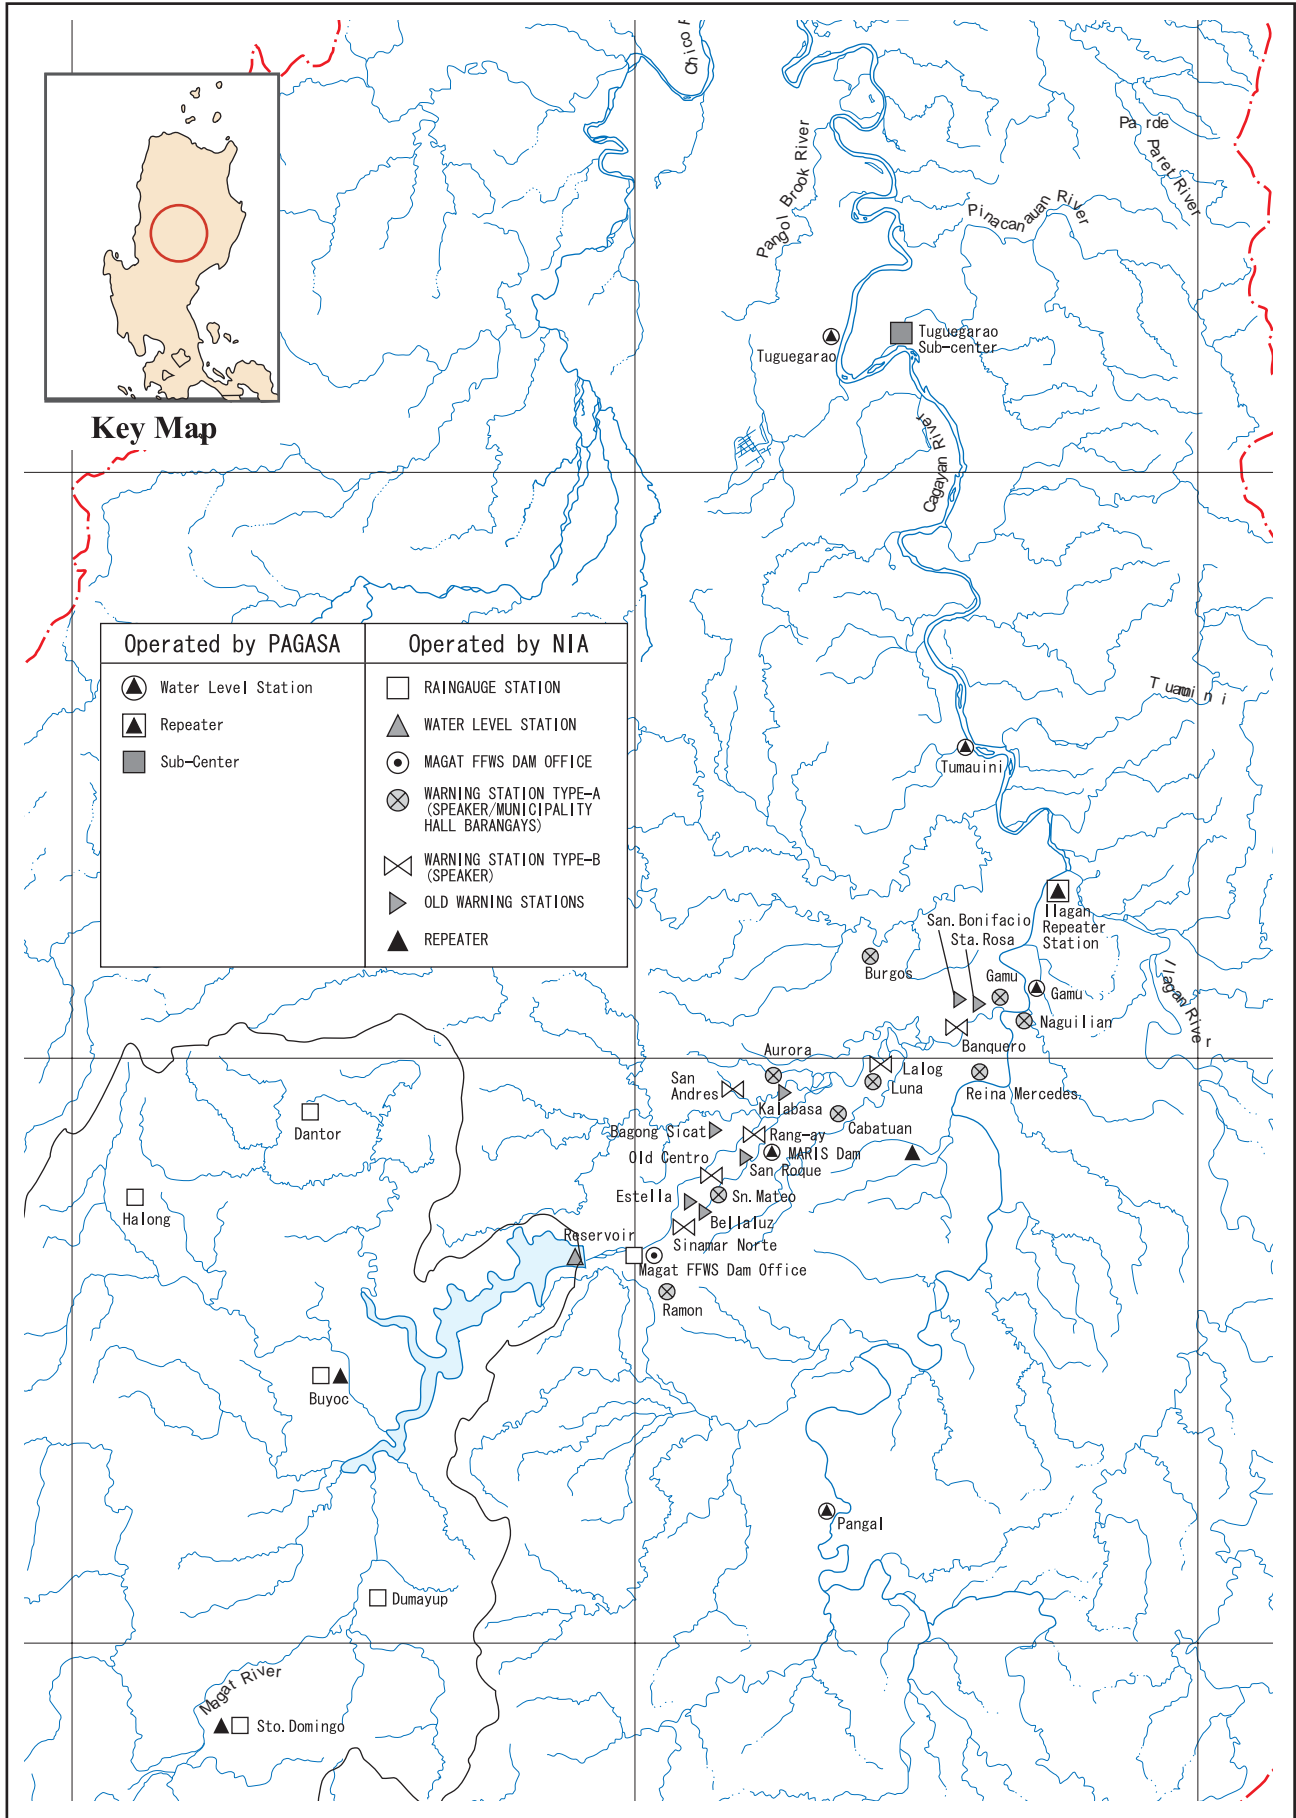 Chico R
Pangol Brook River
Pa rde
Paret River
Pinacanauan River
Key Map
Tuguegarao
Tuguegarao
Sub-center
Cagayan River
Operated by PAGASA
Water Level Station
Repeater
Sub-Center
Operated by NIA
RAINGAUGE STATION
WATER LEVEL STATION
MAGAT FFWS DAM OFFICE
WARNING STATION TYPE-A
(SPEAKER/MUNICIPALITY
HALL BARANGAYS)
WARNING STATION TYPE-B
(SPEAKER)
OLD WARNING STATIONS
REPEATER
Tumauini
San. Bonifacio
Sta. Rosa
Ilagan
Repeater
Station
Burgos
Gamu
Gamu
Ilagan River
Naguilian
Banquero
Aurora
Lalog
San
Andres
Luna
Reina Mercedes
Kalabasa
Dantor
Cabatuan
Bagong Sicat
Rang-ay
MARIS Dam
Old Centro
San Roque
Estella
Sn. Mateo
Halong
Bellaluz
Reservoir
Sinamar Norte
Magat FFWS Dam Office
Ramon
Buyoc
Pangal
Dumayup
Magat River
Sto. Domingo